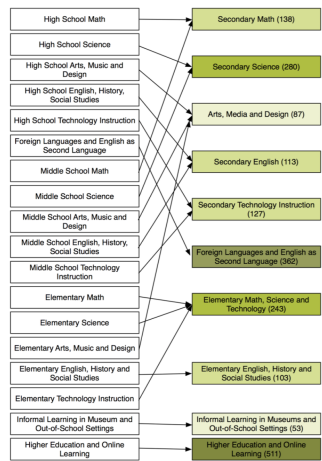 High School Math
High School Science
High School Arts, Music and
Design
High School English, History,
Social Studies
High School Technology Instruction
Foreign Languages and English as
Second Language
Middle School Math
Middle School Science
Middle School Arts, Music and
Design
Middle School English, History,
Social Studies
Middle School Technology
Instruction
Elementary Math
Elementary Science
Elementary Arts, Music and Design
Elementary English, History and
Social Studies
Elementary Technology Instruction
Informal Learning in Museum and
Out-of-School Settings
Higher Education and Online
Learning
Secondary Math (138)
Secondary Science (280)
Arts, Media and Design (87)
Secondary English (113)
Secondary Technology Instruction
(127)
Foreign Languages and English as
Second Language (362)
Elementary Math, Science and
Technology (243)
Elementary English, History and
Social Studies (103)
Informal Learning in Museums and
Out-of-School Settings (53)
Higher Education and Online
Learning (511)